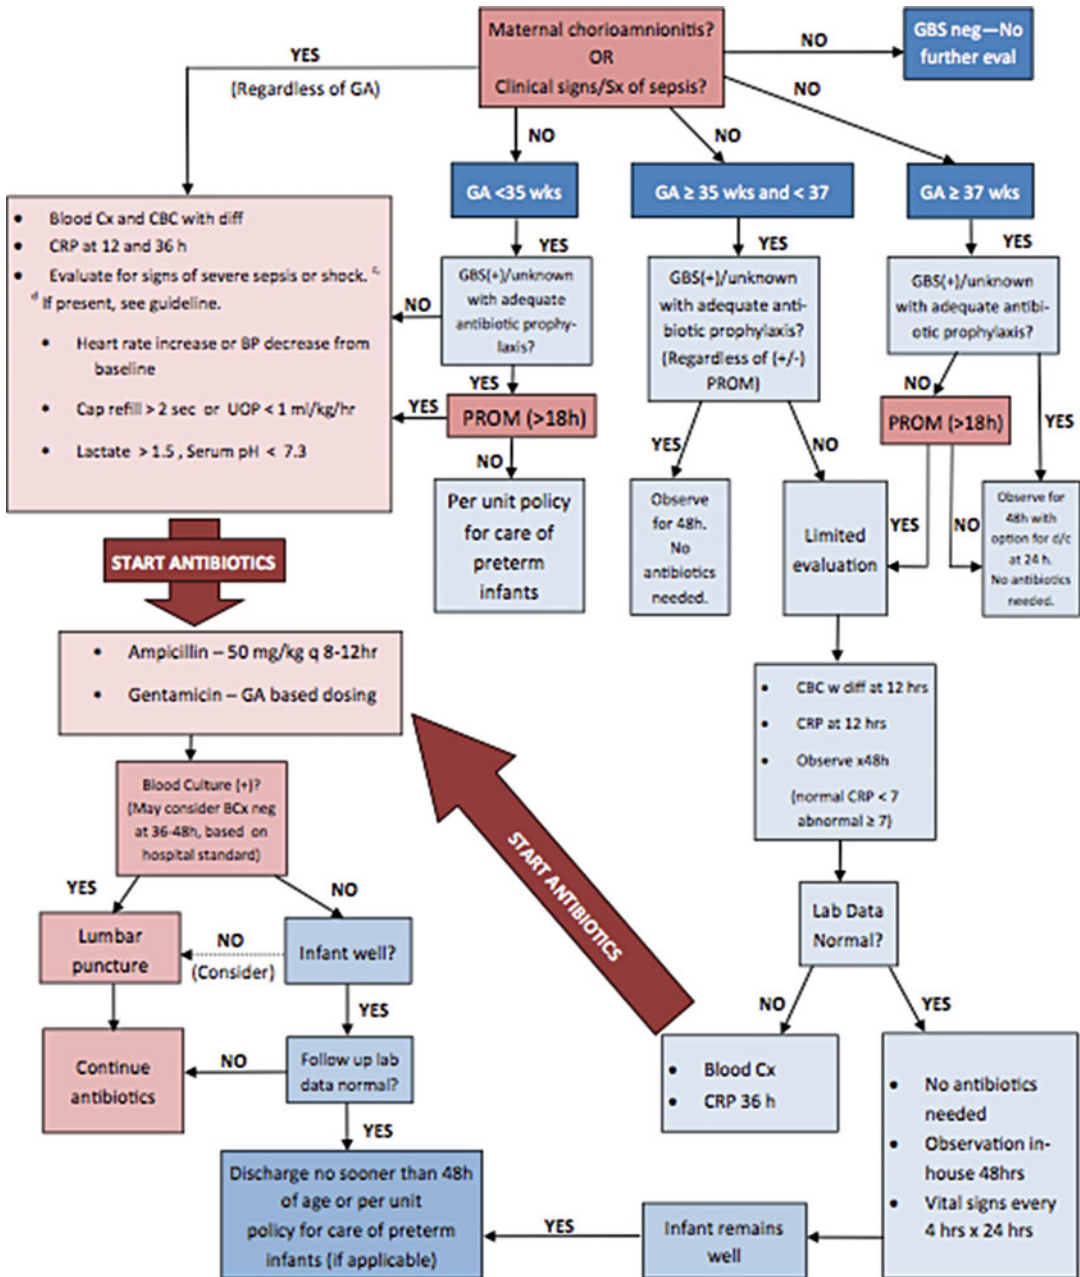 Maternal chorioamnionitis?
OR
Clinical signs/Sx of sepsis?
NO
GBS neg—No
further eval
YES
(Regardless of GA)
NO
NO
NO
GA <35 wks
GA ≥ 35 wks and < 37
GA ≥ 37 wks
• Blood Cx and CBC with diff
• CRP at 12 and 36 h
• Evaluate for signs of severe sepsis or shock. c,
d If present, see guideline.
• Heart rate increase or BP decrease from
baseline
• Cap refill > 2 sec or UOP < 1 ml/kg/hr
• Lactate > 1.5 , Serum pH < 7.3
YES
GBS(+)/unknown
with adequate
antibiotic prophy-
laxis?
NO
YES
YES
PROM (>18h)
NO
Per unit policy
for care of
preterm
infants
YES
GBS(+)/unknown
with adequate anti-
biotic prophylaxis?
(Regardless of (+/-)
PROM)
YES
NO
Observe
for 48h.
No
antibiotics
needed.
Limited
evaluation
YES
GBS(+)/unknown
with adequate antibi-
otic prophylaxis?
NO
YES
PROM (>18h)
YES
NO
Observe for
48h with
option for d/c
at 24 h.
No antibiotics
needed.
START ANTIBIOTICS
• Ampicillin – 50 mg/kg q 8-12hr
• Gentamicin – GA based dosing
• CBC w diff at 12 hrs
• CRP at 12 hrs
• Observe x48h
(normal CRP < 7
abnormal ≥ 7)
START ANTIBIOTICS
Blood Culture (+)?
(May consider BCx neg
at 36-48h, based on
hospital standard)
YES
NO
Lumbar
puncture
NO
(Consider)
Infant well?
YES
Continue
antibiotics
NO
Follow up lab
data normal?
YES
Lab Data
Normal?
NO
YES
• Blood Cx
• CRP 36 h
• No antibiotics
needed
• Observation in-
house 48hrs
• Vital signs every
4 hrs x 24 hrs
Discharge no sooner than 48h
of age or per unit
policy for care of preterm
infants (if applicable)
YES
Infant remains
well